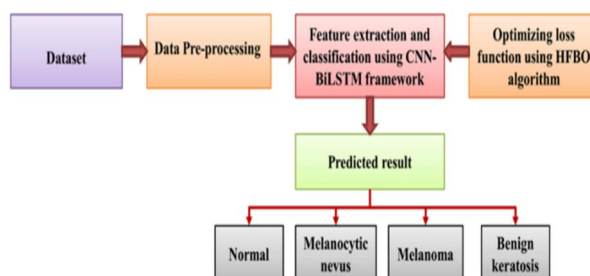 Dataset
Data Pre-processing
Feature extraction and
classification using CNN-
BiLSTM framework
Optimizing loss
function using HFBO
algorithm
Predicted result
Normal
Melanocytic
nevus
Melanoma
Benign
keratosis